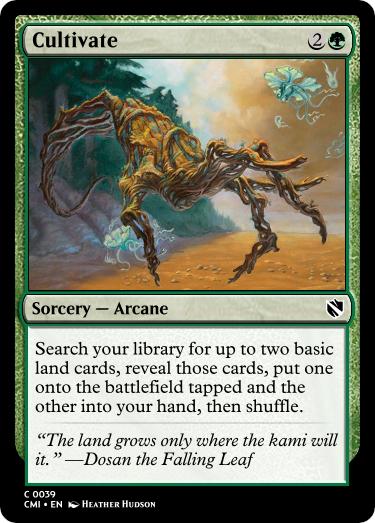 Cultivate 2
Sorcery — Arcane
Search your library for up to two basic
land cards, reveal those cards, put one
onto the battlefield tapped and the
other into your hand, then shuffle.
“The land grows only where the kami will
it.” —Dosan the Falling Leaf
C 0039
CMI • EN Heather Hudson